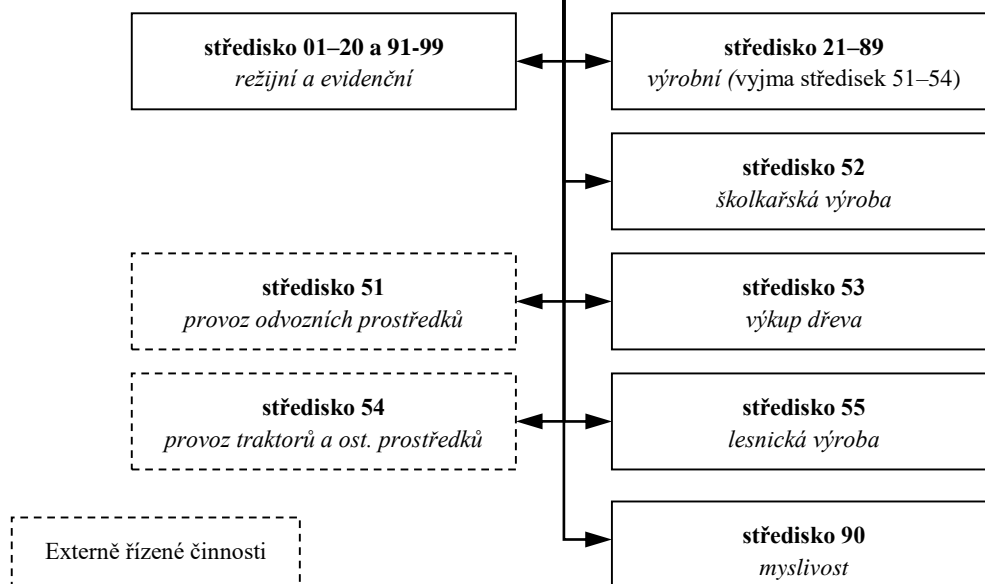 středisko 01–20 a 91-99
režijní a evidenční
středisko 21–89
výrobní (vyjma středisek 51–54)
středisko 52
školkařská výroba
středisko 51
provoz odvozních prostředků
středisko 53
výkup dřeva
středisko 54
provoz traktorů a ost. prostředků
středisko 55
lesnická výroba
Externě řízené činnosti
středisko 90
myslivost